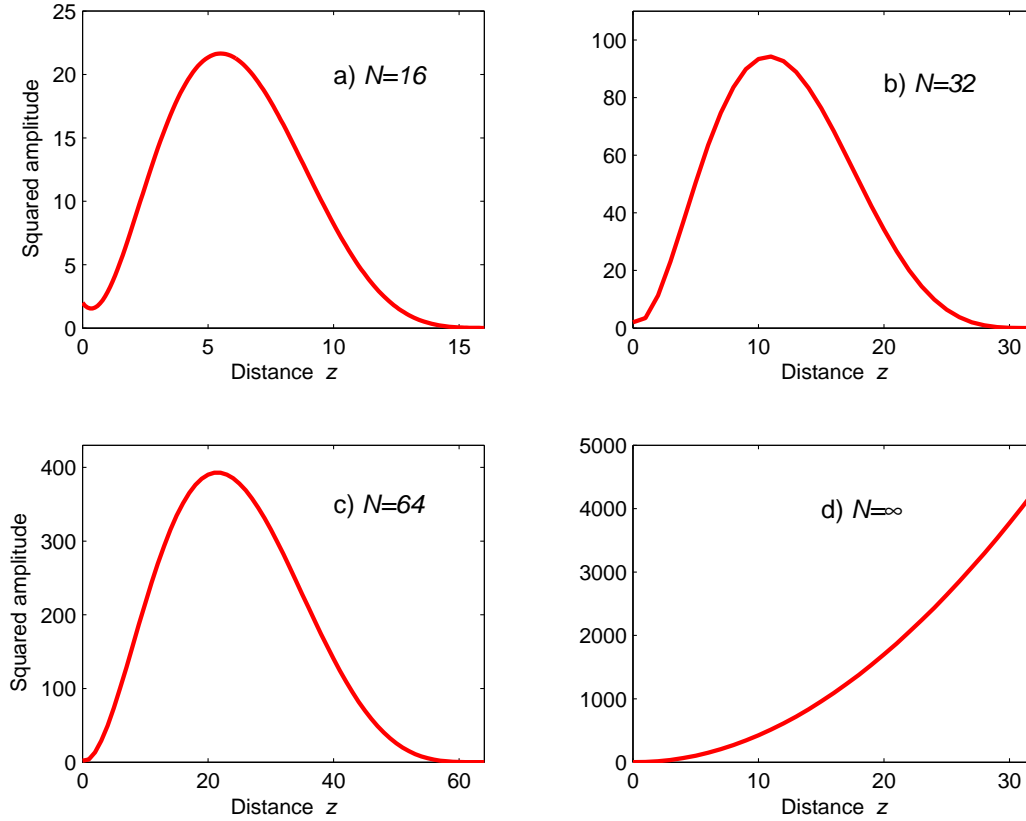 a) N=16
Squared amplitude
25
20
15
10
5
0
0 5 10 15
Distance z
b) N=32
100
80
60
40
20
0
0 10 20 30
Distance z
c) N=64
Squared amplitude
400
300
200
100
0
0 20 40 60
Distance z
d) N=∞
5000
4000
3000
2000
1000
0
0 10 20 30
Distance z